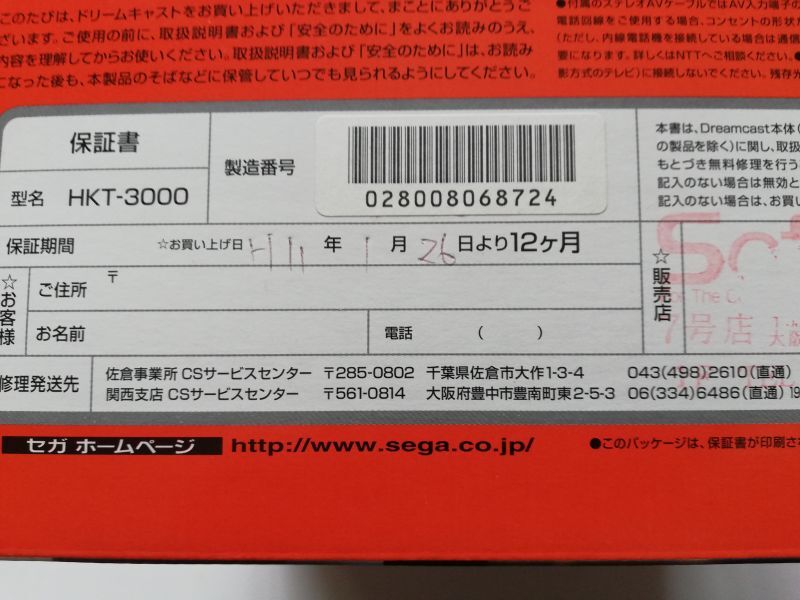 このたびは、ドリームキャストをお買い上げいただきまして、まことにありがとうご
ざいます。ご使用の前に、取扱説明書および「安全のために」をよくお読みのうえ、
内容を理解してからお使いください。取扱説明書および「安全のために」は、お読み
になった後も、本製品のそばなどに保管していつでも見られるようにしてください。
●付属のステレオAVケーブルではAV入力端子の
電話回線をご使用する場合、コンセントの形状
(ただし、内線電話機を接続している場合は通信
要になります。詳しくはNTTへご相談ください。●
影方式のテレビ)に接続しないでください。残存光
保証書
型名 HKT-3000
製造番号
028008068724
本書は、Dreamcast本体(
の製品を除く)に関し、取扱
もとづき無料修理を行う
記入のない場合は無効と
記入のない場合は、お買い
保証期間 ☆お買い上げ日 H11年 1月 26日より12ヶ月
☆お客様
ご住所 〒
お名前
電話 ( )
☆販売店
The C
7号店
修理発送先
佐倉事業所 CSサービスセンター 〒285-0802 千葉県佐倉市大作1-3-4 043(498)2610(直通)
関西支店 CSサービスセンター 〒561-0814 大阪府豊中市豊南町東2-5-3 06(334)6486(直通)
セガ ホームページ http://www.sega.co.jp/
●このパッケージは、保証書が印刷さ